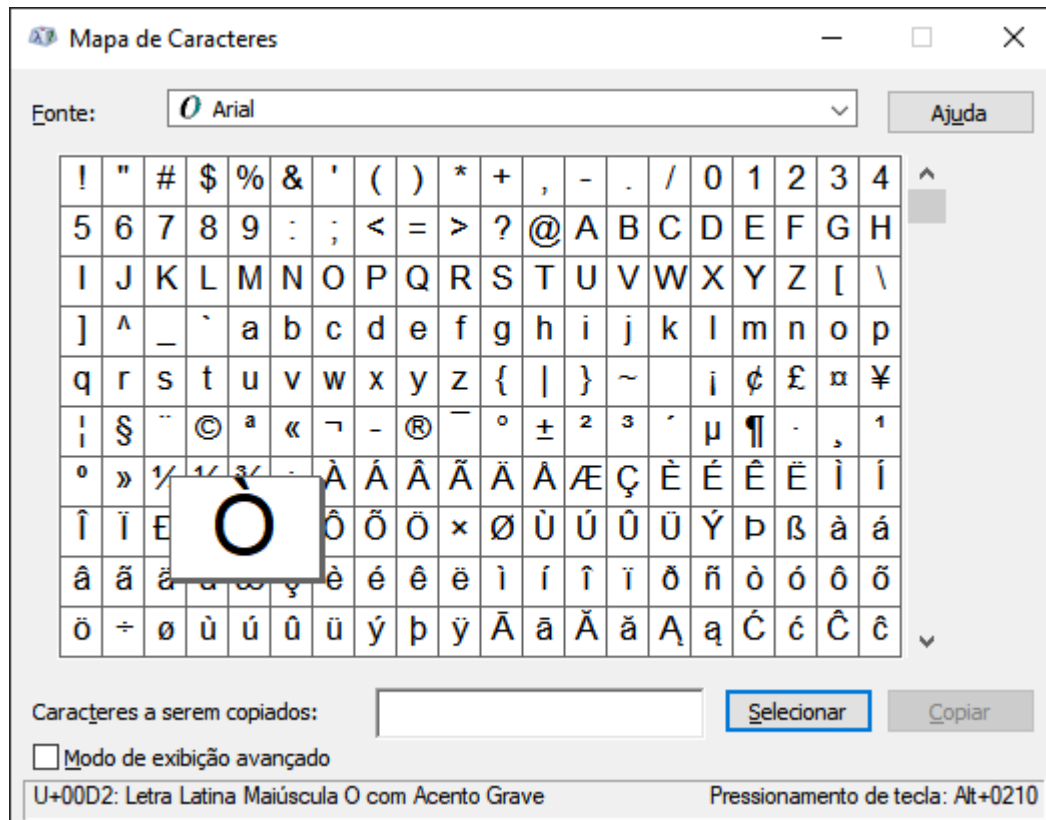 Mapa de Caracteres
Fonte:
O Arial
Ajuda
! " # $ % & ' ( ) * + , - . / 0 1 2 3 4
5 6 7 8 9 : ; < = > ? @ A B C D E F G H
I J K L M N O P Q R S T U V W X Y Z [ \
] ^ _ ` a b c d e f g h i j k l m n o p
q r s t u v w x y z { | } ~ ¡ ¢ £ ¤ ¥
¦ § ¨ © ª « ¬ - ® ¯ ° ± ² ³ ´ µ ¶ · ¸ ¹
º » À Á Â Ã Ä Å Æ Ç È É Ê Ë Ì Í
Î Ï Ò Ô Õ Ö × Ø Ù Ú Û Ü Ý Þ ß à á
â ã è é ê ë ì í î ï ð ñ ò ó ô õ
ö ÷ ø ù ú û ü ý þ ÿ Ā ā Ă ă Ą ą Ć ć Ĉ ĉ
Caracteres a serem copiados:
Selecionar
Copiar
Modo de exibição avançado
U+00D2: Letra Latina Maiúscula O com Acento Grave
Pressionamento de tecla: Alt+0210